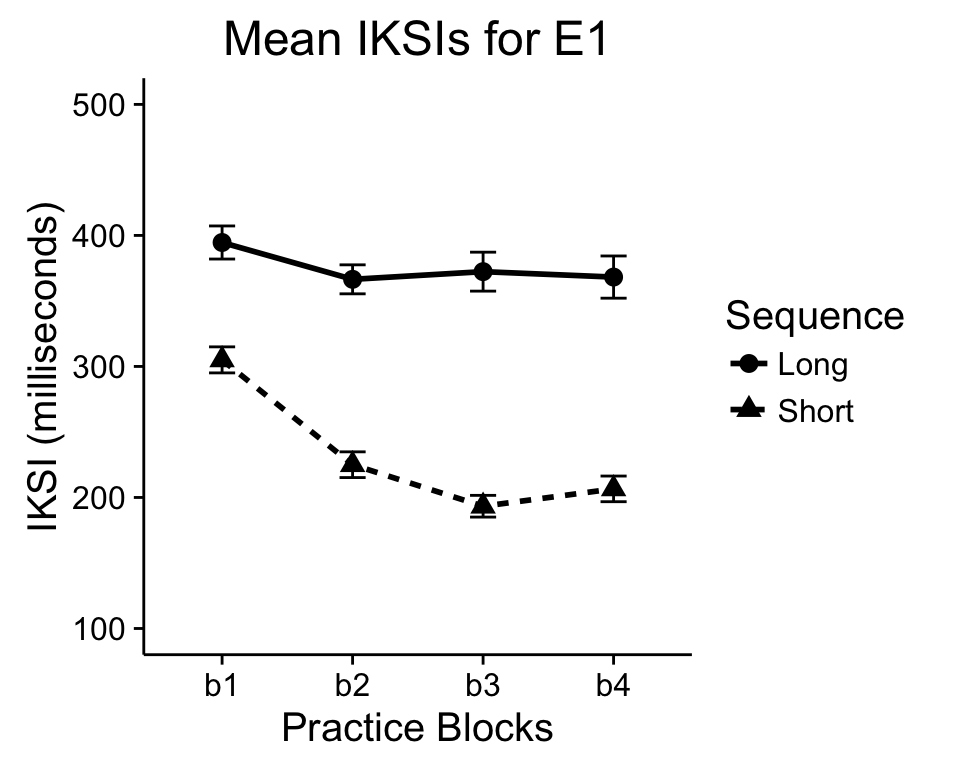 Mean IKSIs for E1
IKSI (milliseconds)
500
400
300
200
100
b1 b2 b3 b4
Practice Blocks
Sequence
Long
Short